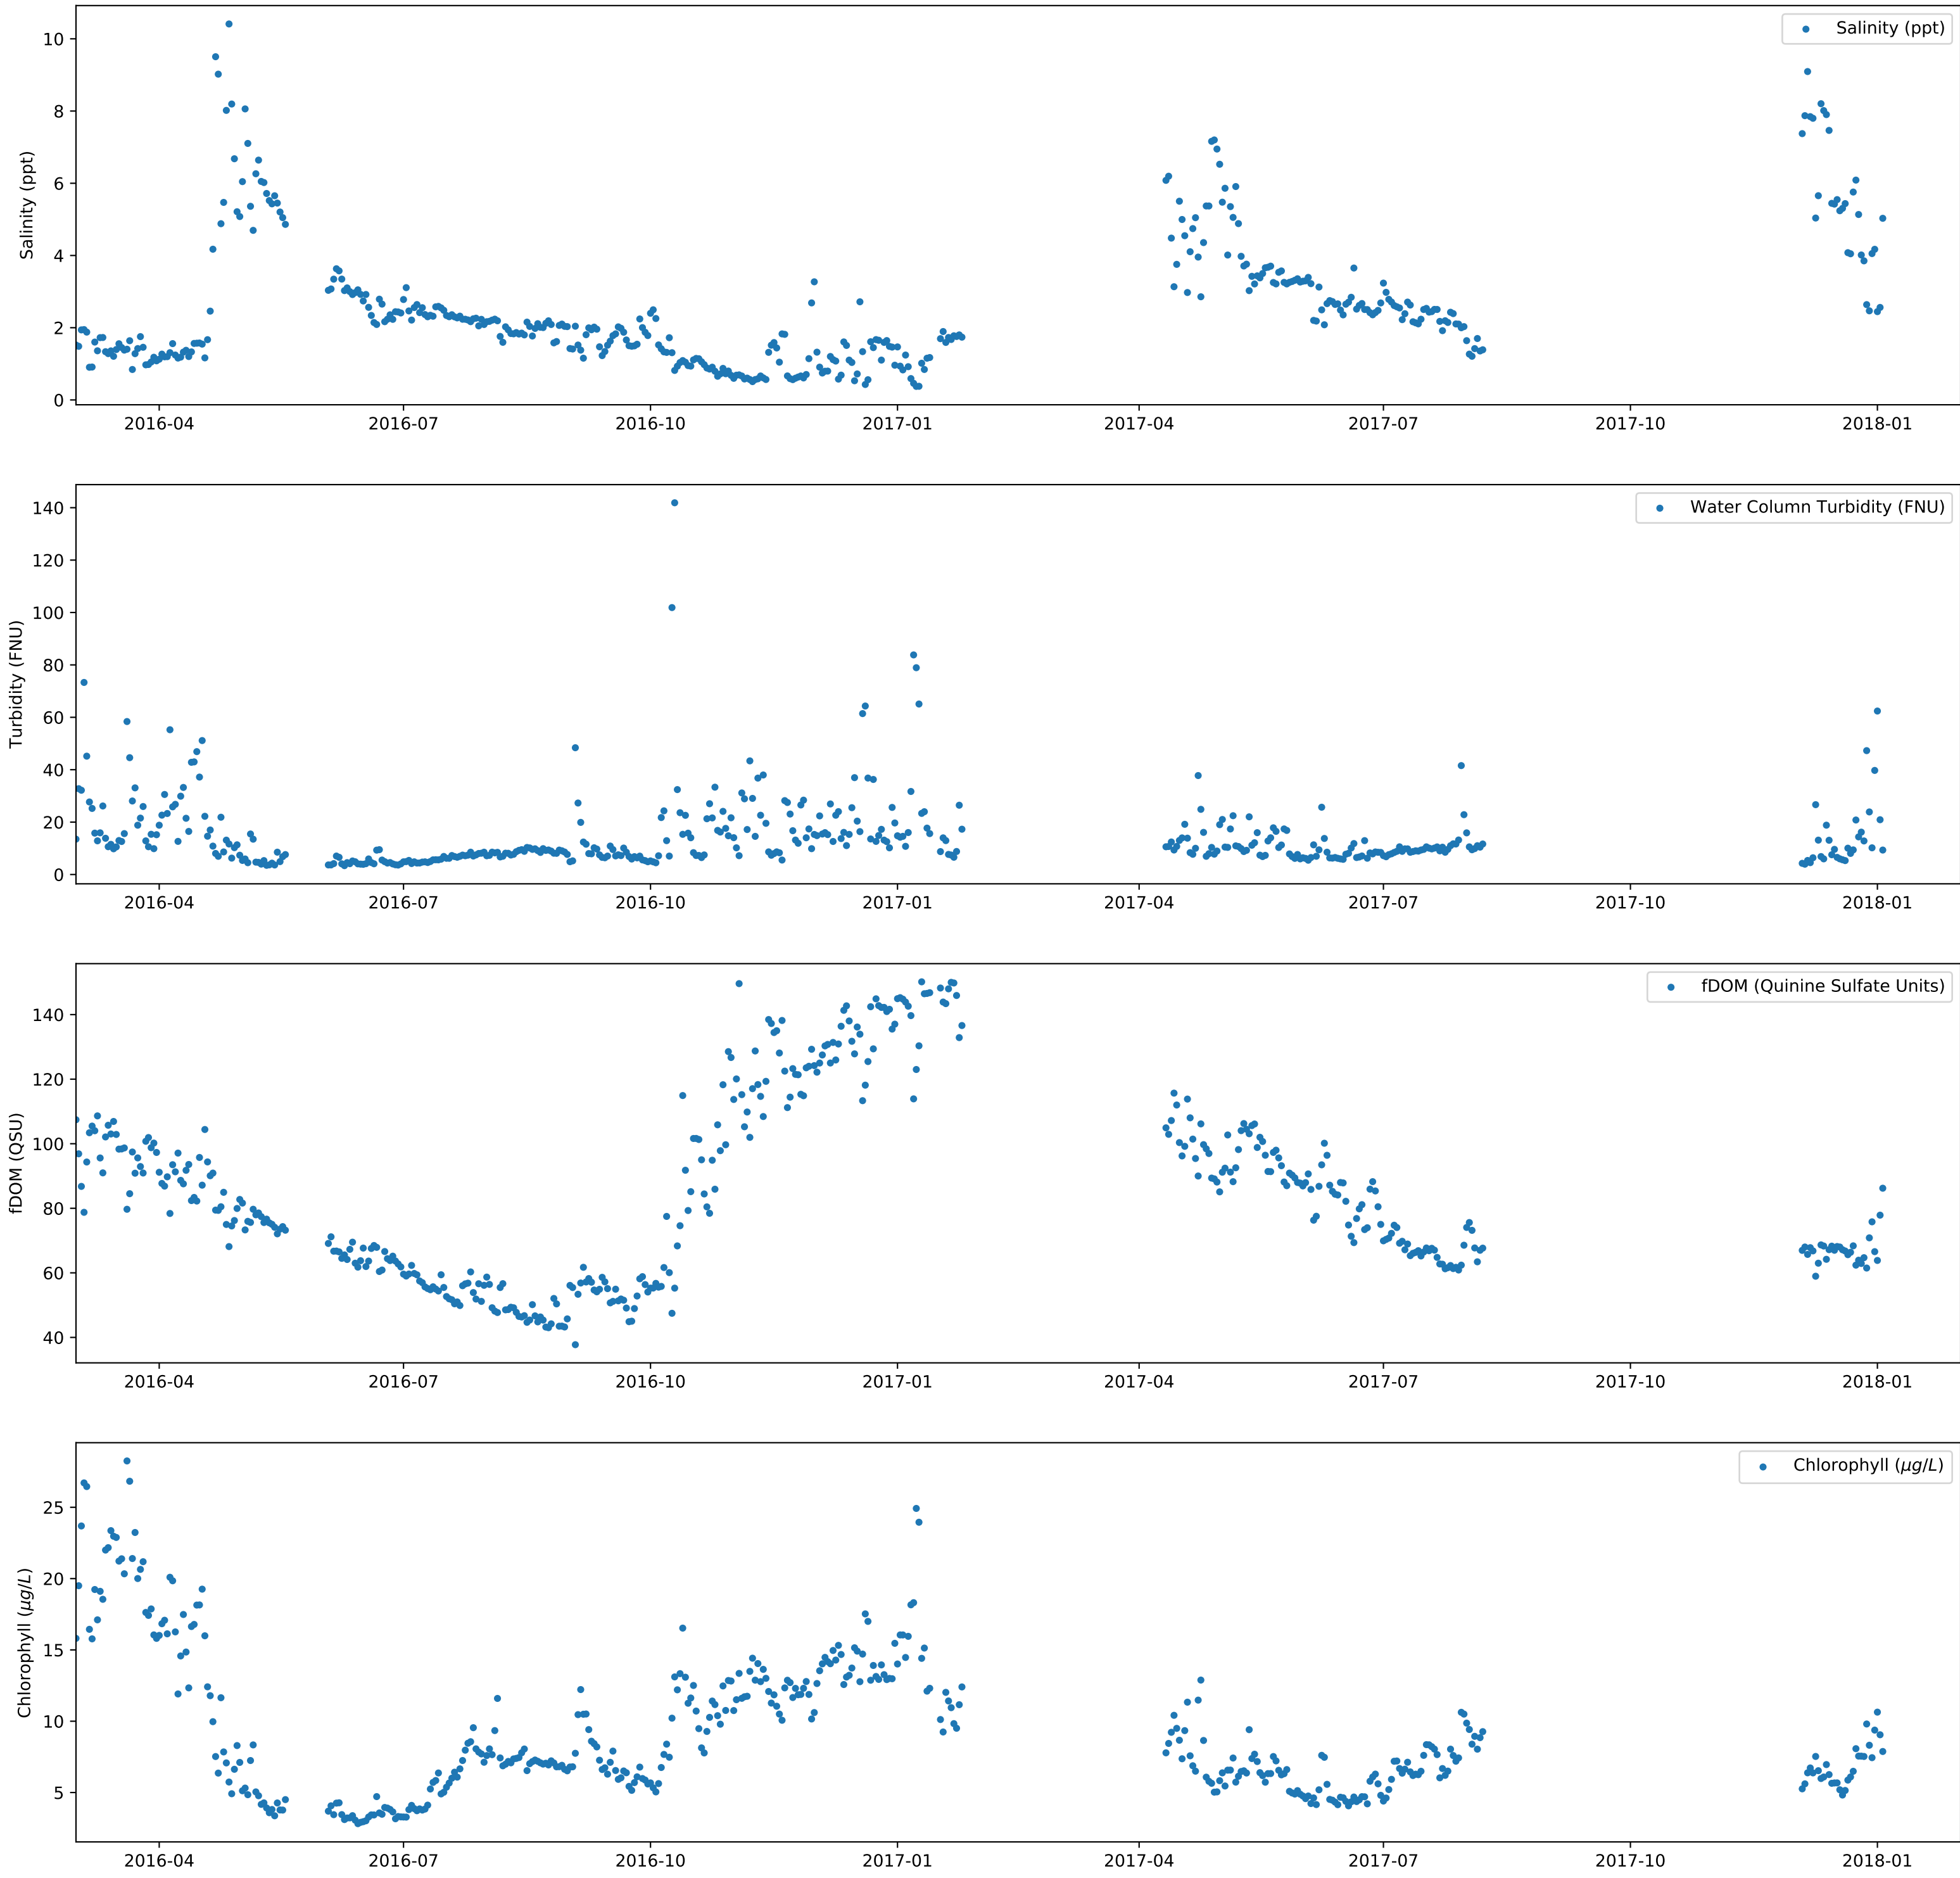 Salinity (ppt)
Salinity (ppt)
10
8
6
4
2
0
2016-04 2016-07 2016-10 2017-01 2017-04 2017-07 2017-10 2018-01
Water Column Turbidity (FNU)
Turbidity (FNU)
140
120
100
80
60
40
20
0
2016-04 2016-07 2016-10 2017-01 2017-04 2017-07 2017-10 2018-01
fDOM (Quinine Sulfate Units)
fDOM (QSU)
140
120
100
80
60
40
2016-04 2016-07 2016-10 2017-01 2017-04 2017-07 2017-10 2018-01
Chlorophyll (μg/L)
Chlorophyll (μg/L)
25
20
15
10
5
2016-04 2016-07 2016-10 2017-01 2017-04 2017-07 2017-10 2018-01